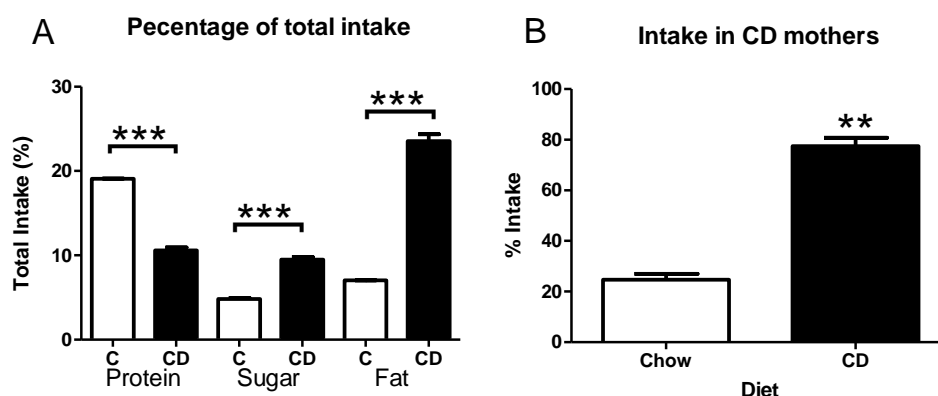 A
Pecentage of total intake
Total Intake (%)
30
20
10
0
***
***
***
C CD C CD C CD
Protein Sugar Fat
B
Intake in CD mothers
% Intake
100
80
60
40
20
0
**
Chow CD
Diet